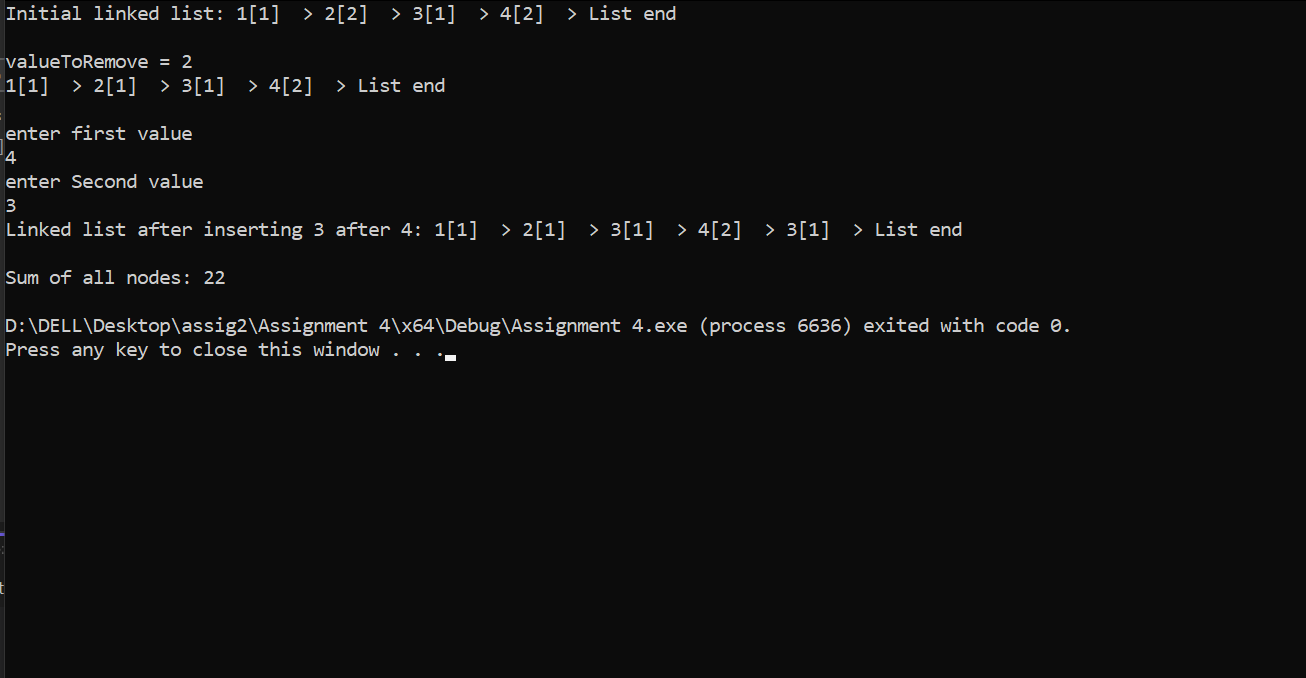 Initial linked list: 1[1]  > 2[2]  > 3[1]  > 4[2]  > List end
valueToRemove = 2
1[1]  > 2[1]  > 3[1]  > 4[2]  > List end
enter first value
4
enter Second value
3
Linked list after inserting 3 after 4: 1[1]  > 2[1]  > 3[1]  > 4[2]  > 3[1]  > List end
Sum of all nodes: 22
D:\DELL\Desktop\assig2\Assignment 4\x64\Debug\Assignment 4.exe (process 6636) exited with code 0.
Press any key to close this window . . .